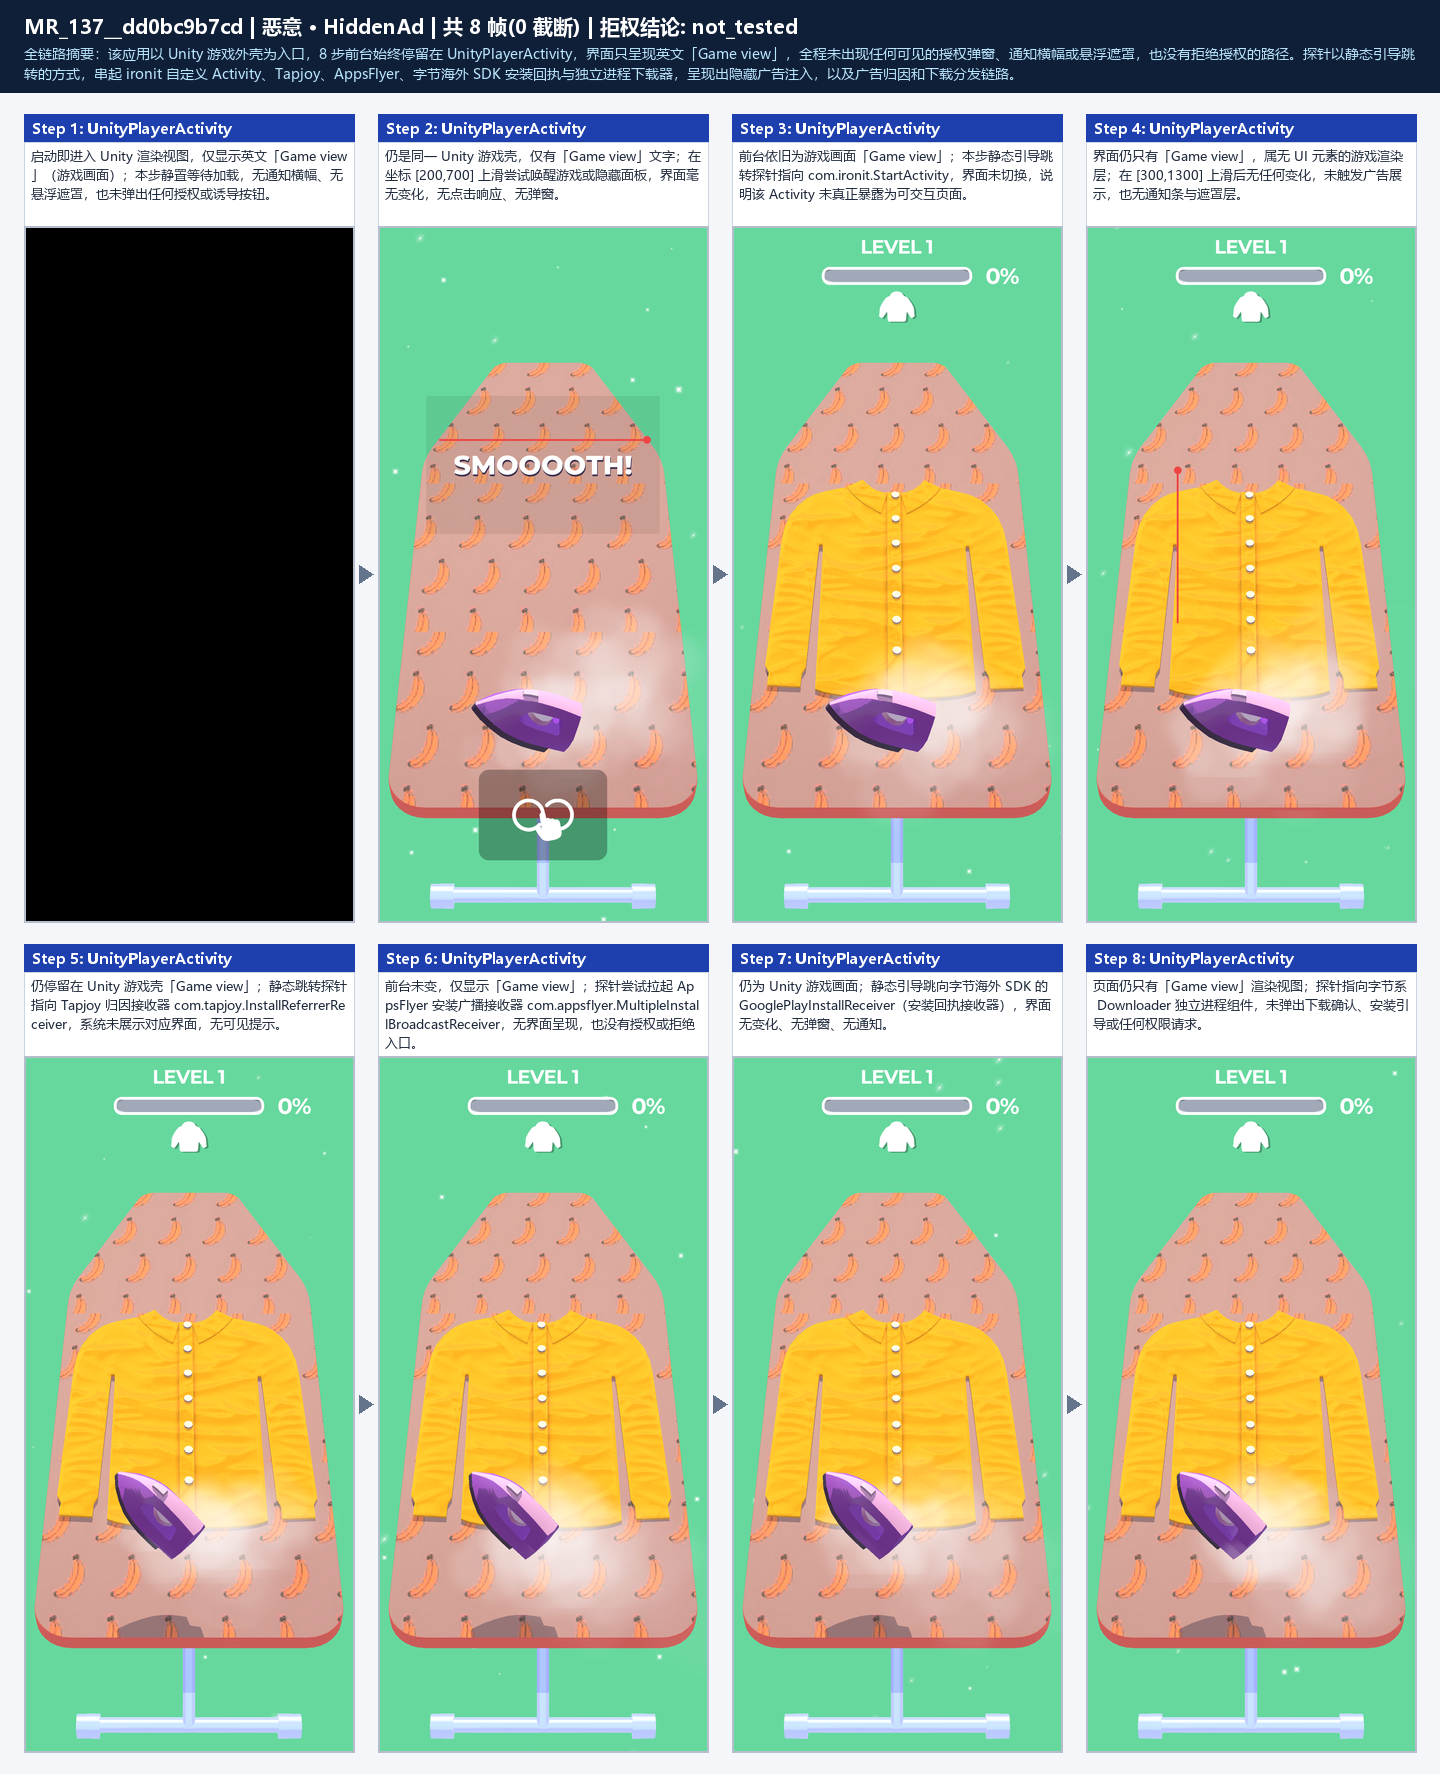 MR_137__dd0bc9b7cd | 恶意 • HiddenAd | 共 8 帧(0 截断) | 拒权结论: not_tested
全链路摘要：该应用以 Unity 游戏外壳为入口，8 步前台始终停留在 UnityPlayerActivity，界面只呈现英文「Game view」，全程未出现任何可见的授权弹窗、通知横幅或悬浮遮罩，也没有拒绝授权的路径。探针以静态引导跳
转的方式，串起 ironit 自定义 Activity、Tapjoy、AppsFlyer、字节海外 SDK 安装回执与独立进程下载器，呈现出隐藏广告注入，以及广告归因和下载分发链路。
Step 1: UnityPlayerActivity
启动即进入 Unity 渲染视图，仅显示英文「Game view
」（游戏画面）；本步静置等待加载，无通知横幅、无
悬浮遮罩，也未弹出任何授权或诱导按钮。
Step 2: UnityPlayerActivity
仍是同一 Unity 游戏壳，仅有「Game view」文字；在
坐标 [200,700] 上滑尝试唤醒游戏或隐藏面板，界面毫
无变化，无点击响应、无弹窗。
SMOOOOTH!
Step 3: UnityPlayerActivity
前台依旧为游戏画面「Game view」；本步静态引导跳
转探针指向 com.ironit.StartActivity，界面未切换，说
明该 Activity 未真正暴露为可交互页面。
LEVEL 1
0%
Step 4: UnityPlayerActivity
界面仍只有「Game view」，属无 UI 元素的游戏渲染
层；在 [300,1300] 上滑后无任何变化，未触发广告展
示，也无通知条与遮罩层。
LEVEL 1
0%
Step 5: UnityPlayerActivity
仍停留在 Unity 游戏壳「Game view」；静态跳转探针
指向 Tapjoy 归因接收器 com.tapjoy.InstallReferrerRe
ceiver，系统未展示对应界面，无可见提示。
LEVEL 1
0%
Step 6: UnityPlayerActivity
前台未变，仅显示「Game view」；探针尝试拉起 Ap
psFlyer 安装广播接收器 com.appsflyer.MultipleInstal
lBroadcastReceiver，无界面呈现，也没有授权或拒绝
入口。
LEVEL 1
0%
Step 7: UnityPlayerActivity
仍为 Unity 游戏画面；静态引导跳向字节海外 SDK 的
GooglePlayInstallReceiver（安装回执接收器），界面
无变化、无弹窗、无通知。
LEVEL 1
0%
Step 8: UnityPlayerActivity
页面仍只有「Game view」渲染视图；探针指向字节系
Downloader 独立进程组件，未弹出下载确认、安装引
导或任何权限请求。
LEVEL 1
0%